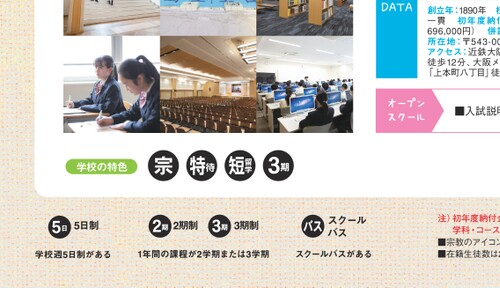 DATA
創立年：1890年
一貫 初年度納付
696,000円） 併
所在地：〒543-00
アクセス：近鉄大阪
徒歩12分、大阪メ
「上本町八丁目」徒
オープン
スクール
■入試説明
学校の特色
宗 特待 短留学 3期
5日 5日制
学校週5日制がある
2期 2期制 3期 3期制
1年間の課程が2学期または3学期
バス スクール
バス
スクールバスがある
注）初年度納付金
学科・コース
■宗教のアイコン
■在籍生徒数は